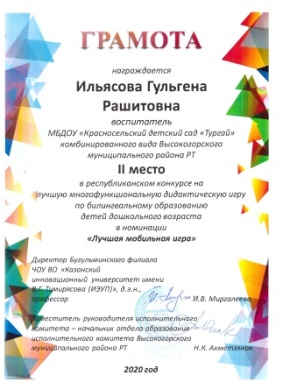 ГРАМОТА
награждается
Ильясова Гульгена
Рашитовна
воспитатель
МБДОУ «Красносельский детский сад «Тургай»
комбинированного вида Высокогорского
муниципального района РТ
II место
в республиканском конкурсе на
лучшую многофункциональную дидактическую игру
по билингвальному образованию
детей дошкольного возраста
в номинации
«Лучшая мобильная игра»
Директор Бугульминского филиала
ЧОУ ВО «Казанский
инновационный университет имени
В.Г. Тимирясова (ИЭУП)», д.э.н.,
профессор И.В. Миргалеева
Заместитель руководителя исполнительного
комитета – начальник отдела образования
исполнительного комитета Высокогорского
муниципального района РТ Н.К. Ахметзянов
2020 год